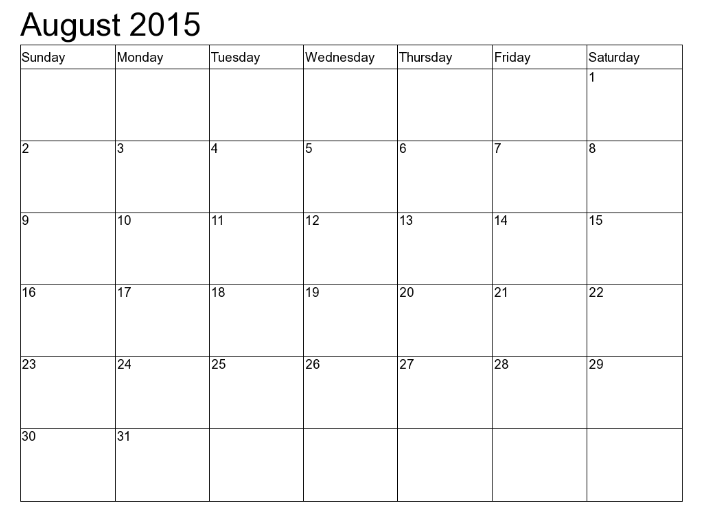 August 2015
Sunday Monday Tuesday Wednesday Thursday Friday Saturday
1
2 3 4 5 6 7 8
9 10 11 12 13 14 15
16 17 18 19 20 21 22
23 24 25 26 27 28 29
30 31